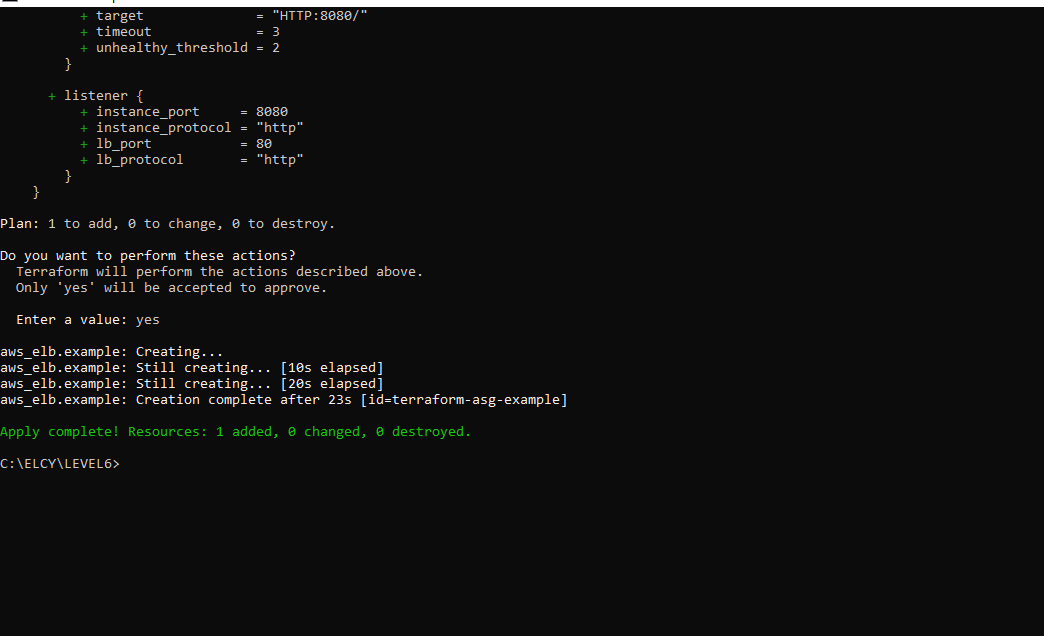 + target              = "HTTP:8080/"
+ timeout             = 3
+ unhealthy_threshold = 2
}
+ listener {
+ instance_port     = 8080
+ instance_protocol = "http"
+ lb_port           = 80
+ lb_protocol       = "http"
}
}
Plan: 1 to add, 0 to change, 0 to destroy.
Do you want to perform these actions?
Terraform will perform the actions described above.
Only 'yes' will be accepted to approve.
Enter a value: yes
aws_elb.example: Creating...
aws_elb.example: Still creating... [10s elapsed]
aws_elb.example: Still creating... [20s elapsed]
aws_elb.example: Creation complete after 23s [id=terraform-asg-example]
Apply complete! Resources: 1 added, 0 changed, 0 destroyed.
C:\ELCY\LEVEL6>